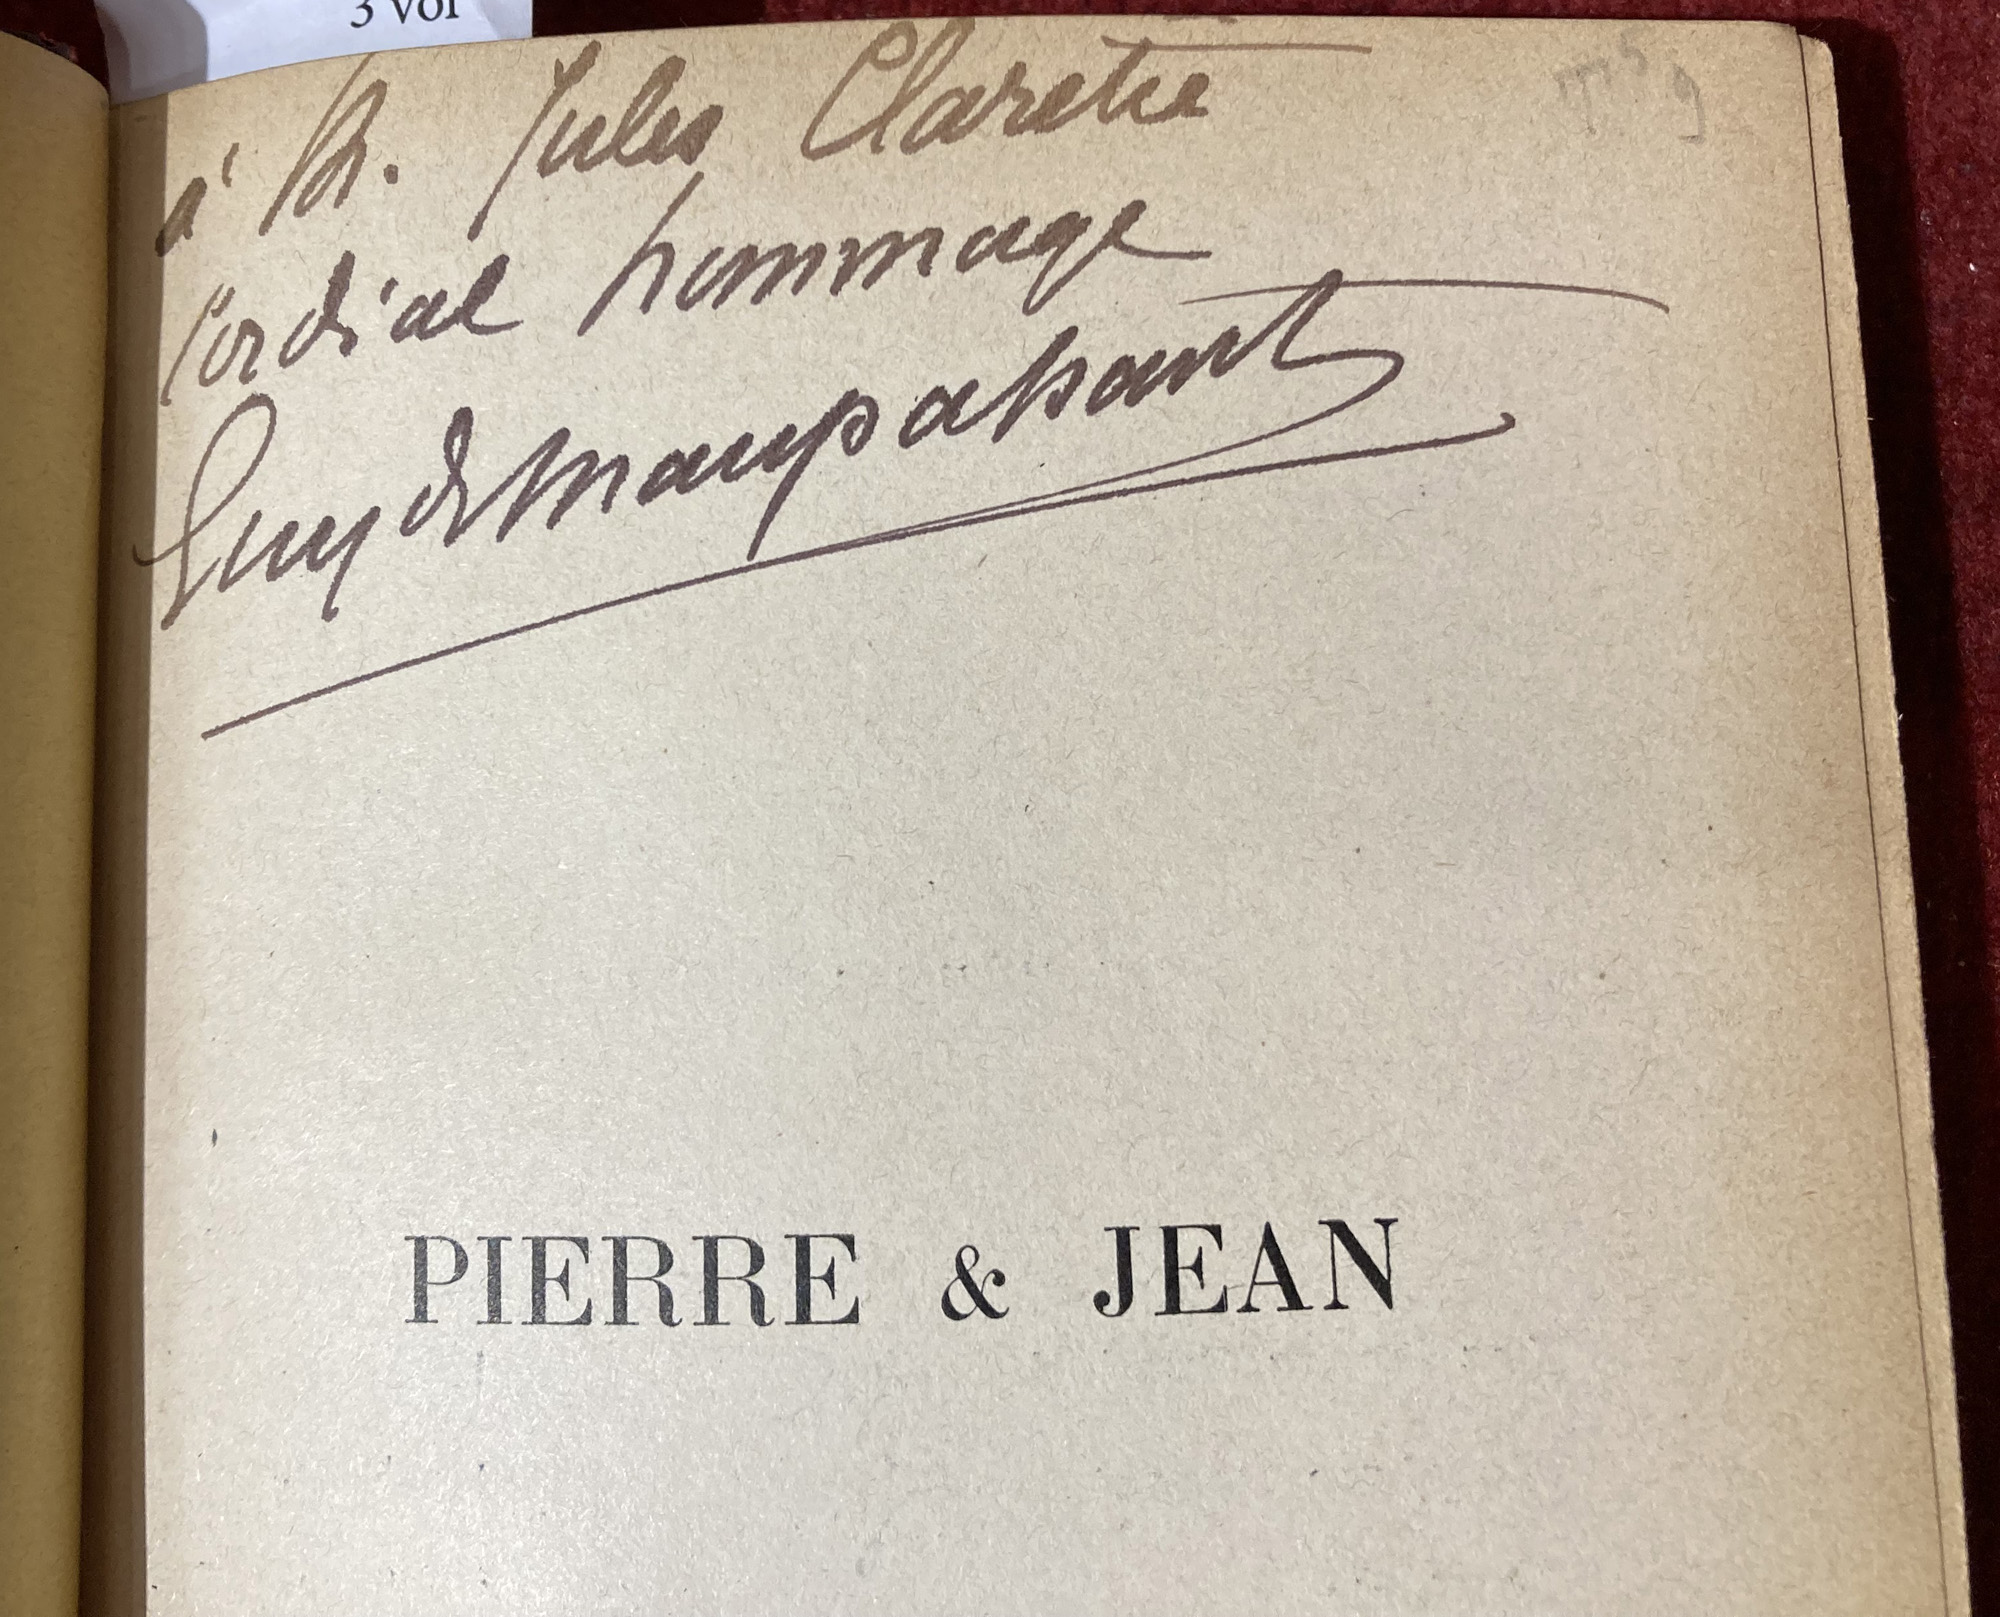 3 vol
à M. Jules Claretie
Cordial hommage
Guy de Maupassant
PIERRE & JEAN